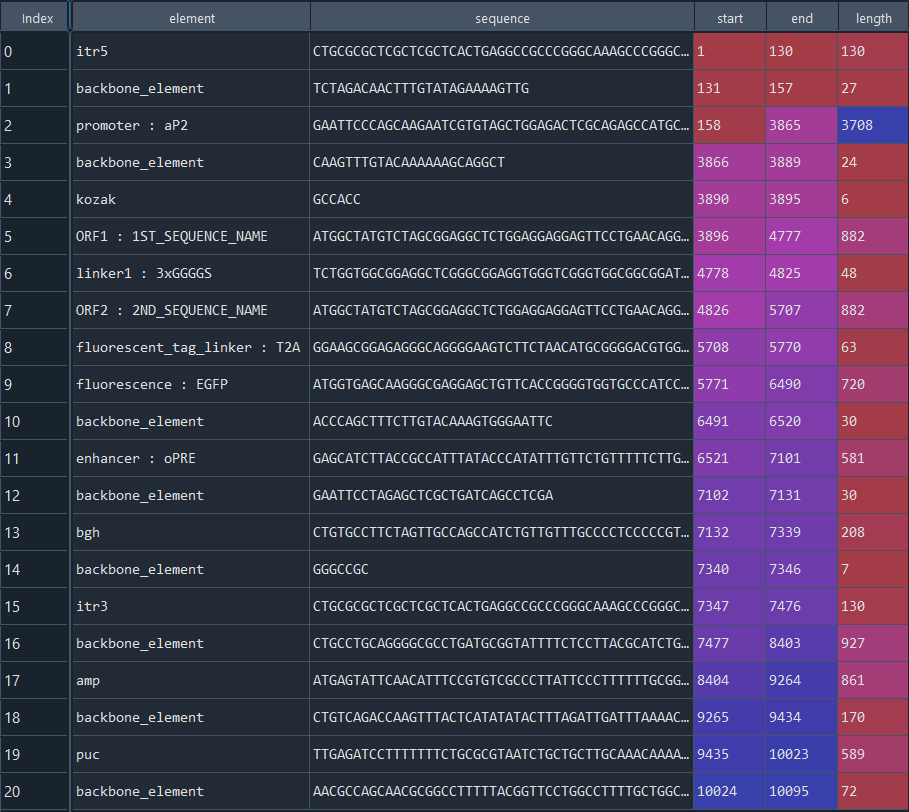 Index element sequence start end length
0 itr5 CTGCGCGCTCGCTCGCTCACTGAGGCCGCCCGGGCAAAGCCCGGGC… 1 130 130
1 backbone_element TCTAGACAACTTTGTATAGAAAAGTTG 131 157 27
2 promoter : aP2 GAATTCCCAGCAAGAATCGTGTAGCTGGAGACTCGCAGAGCCATGC… 158 3865 3708
3 backbone_element CAAGTTTGTACAAAAAAGCAGGCT 3866 3889 24
4 kozak GCCACC 3890 3895 6
5 ORF1 : 1ST_SEQUENCE_NAME ATGGCTATGTCTAGCGGAGGCTCTGGAGGAGGAGTTCCTGAACAGG… 3896 4777 882
6 linker1 : 3xGGGGS TCTGGTGGCGGAGGCTCGGGCGGAGGTGGGTCGGGTGGCGGCGGAT… 4778 4825 48
7 ORF2 : 2ND_SEQUENCE_NAME ATGGCTATGTCTAGCGGAGGCTCTGGAGGAGGAGTTCCTGAACAGG… 4826 5707 882
8 fluorescent_tag_linker : T2A GGAAGCGGAGAGGGCAGGGGAAGTCTTCTAACATGCGGGGACGTGG… 5708 5770 63
9 fluorescence : EGFP ATGGTGAGCAAGGGCGAGGAGCTGTTCACCGGGGTGGTGCCCATCC… 5771 6490 720
10 backbone_element ACCCAGCTTTCTTGTACAAAGTGGGAATTC 6491 6520 30
11 enhancer : oPRE GAGCATCTTACCGCCATTTATACCCATATTTGTTCTGTTTTTCTTG… 6521 7101 581
12 backbone_element GAATTCCTAGAGCTCGCTGATCAGCCTCGA 7102 7131 30
13 bgh CTGTGCCTTCTAGTTGCCAGCCATCTGTTGTTTGCCCCTCCCCCGT… 7132 7339 208
14 backbone_element GGGCCGC 7340 7346 7
15 itr3 CTGCGCGCTCGCTCGCTCACTGAGGCCGCCCGGGCAAAGCCCGGGC… 7347 7476 130
16 backbone_element CTGCCTGCAGGGGCGCCTGATGCGGTATTTTCTCCTTACGCATCTG… 7477 8403 927
17 amp ATGAGTATTCAACATTTCCGTGTCGCCCTTATTCCCTTTTTTGCGG… 8404 9264 861
18 backbone_element CTGTCAGACCAAGTTTACTCATATATACTTTAGATTGATTTAAAAC… 9265 9434 170
19 puc TTGAGATCCTTTTTTTCTGCGCGTAATCTGCTGCTTGCAAACAAAA… 9435 10023 589
20 backbone_element AACGCCAGCAACGCGGCCTTTTTACGGTTCCTGGCCTTTTGCTGGC… 10024 10095 72